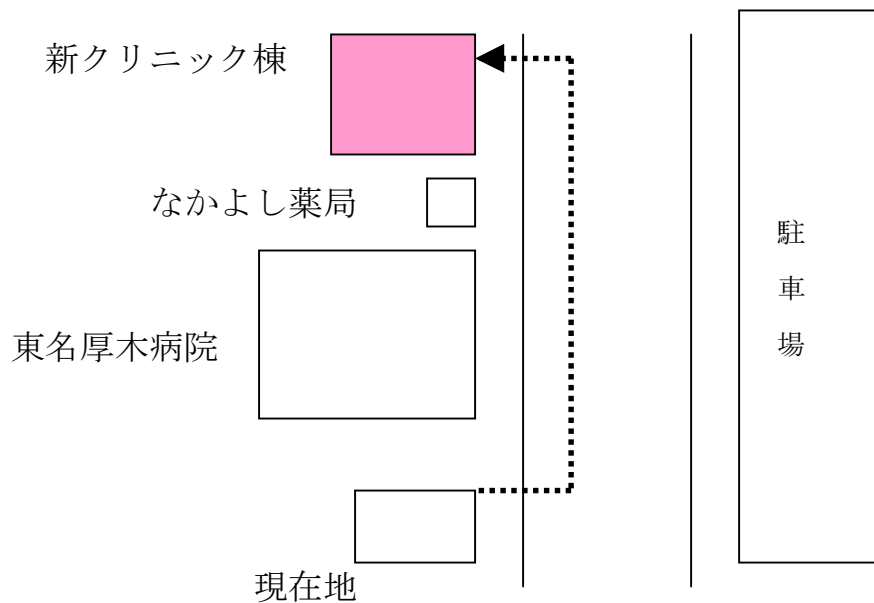 新クリニック棟
なかよし薬局
駐車場
東名厚木病院
現在地